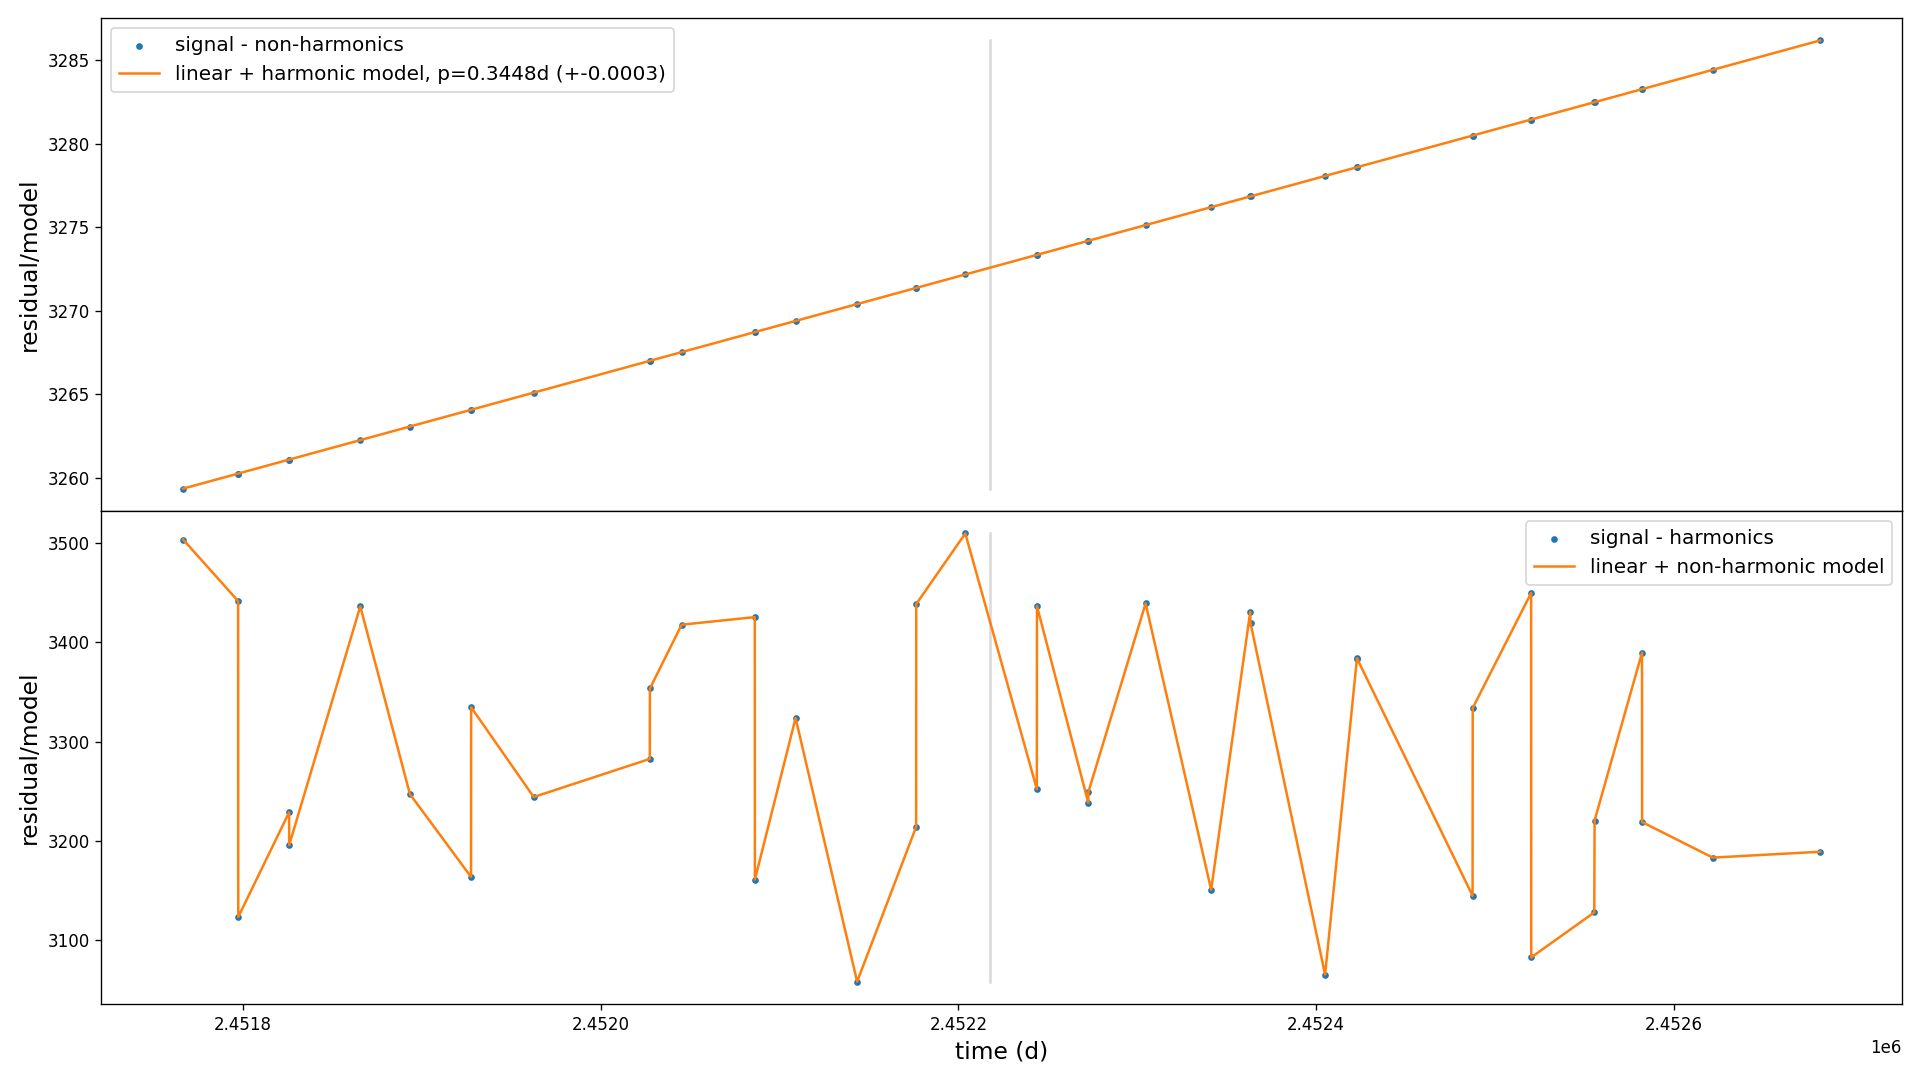 signal - non-harmonics
linear + harmonic model, p=0.3448d (+-0.0003)
3285
3280
3275
3270
3265
3260
residual/model
signal - harmonics
linear + non-harmonic model
3500
3400
3300
3200
3100
residual/model
2.4518 2.4520 2.4522 2.4524 2.4526
time (d)
1e6